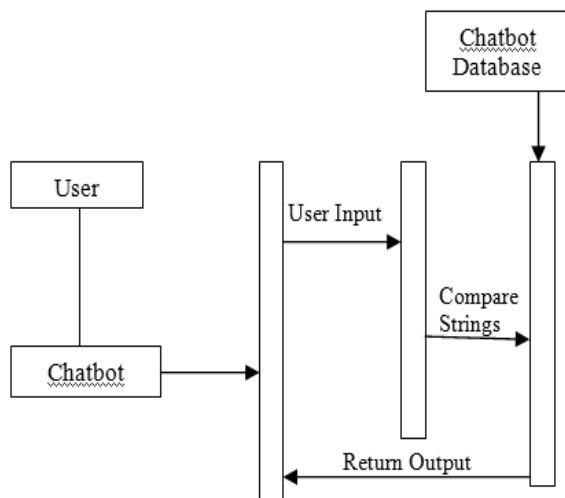 Chatbot
Database
User
User Input
Compare
Strings
Chatbot
Return Output